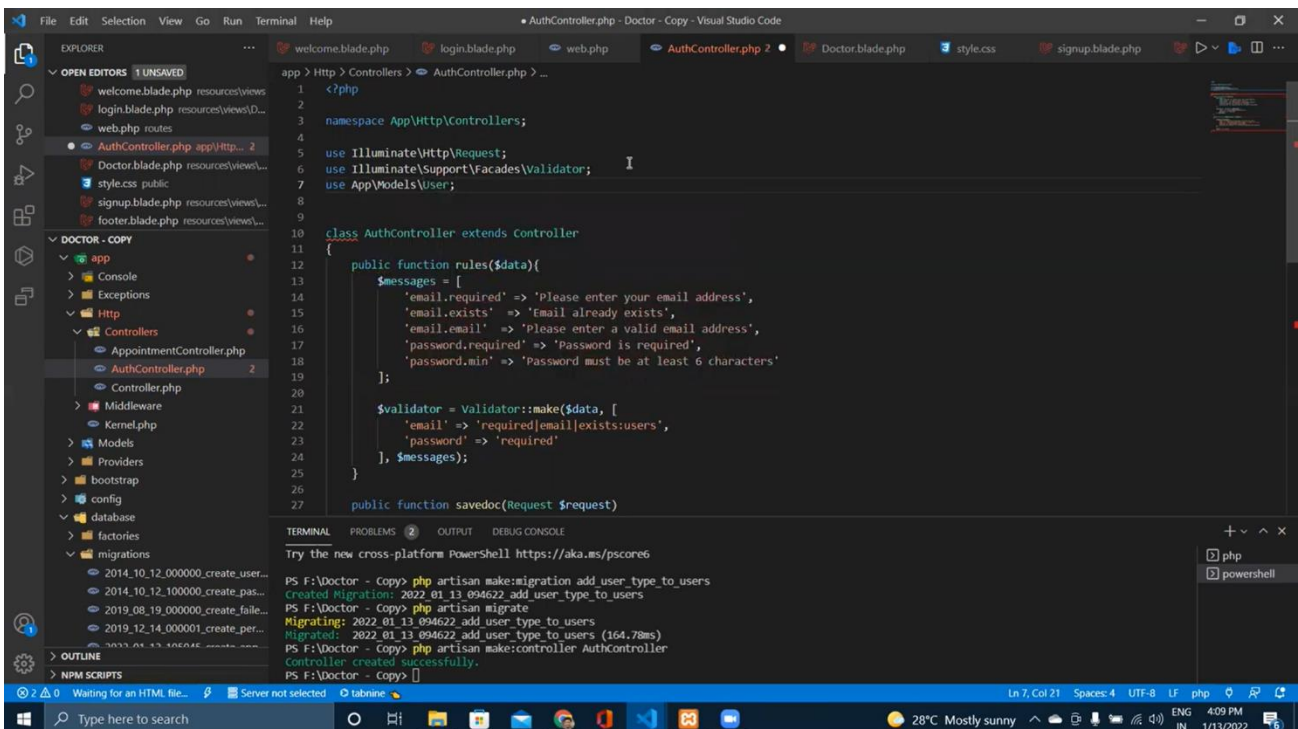 File Edit Selection View Go Run Terminal Help
● AuthController.php - Doctor - Copy - Visual Studio Code
EXPLORER
welcome.blade.php
login.blade.php
web.php
AuthController.php 2 ●
Doctor.blade.php
style.css
signup.blade.php
OPEN EDITORS 1 UNSAVED
welcome.blade.php resources\views
login.blade.php resources\views\D...
web.php routes
AuthController.php app\Http... 2
Doctor.blade.php resources\views\...
style.css public
signup.blade.php resources\views\...
footer.blade.php resources\views\...
DOCTOR - COPY
app
Console
Exceptions
Http
Controllers
AppointmentController.php
AuthController.php 2
Controller.php
Middleware
Kernel.php
Models
Providers
bootstrap
config
database
factories
migrations
2014_10_12_000000_create_user...
2014_10_12_100000_create_pas...
2019_08_19_000000_create_faile...
2019_12_14_000001_create_per...
OUTLINE
NPM SCRIPTS
app > Http > Controllers > AuthController.php > ...
1 <?php
2
3 namespace App\Http\Controllers;
4
5 use Illuminate\Http\Request;
6 use Illuminate\Support\Facades\Validator;
7 use App\Models\User;
8
9
10 class AuthController extends Controller
11 {
12 public function rules($data){
13 $messages = [
14 'email.required' => 'Please enter your email address',
15 'email.exists' => 'Email already exists',
16 'email.email' => 'Please enter a valid email address',
17 'password.required' => 'Password is required',
18 'password.min' => 'Password must be at least 6 characters'
19 ];
20
21 $validator = Validator::make($data, [
22 'email' => 'required|email|exists:users',
23 'password' => 'required'
24 ], $messages);
25 }
26
27 public function savedoc(Request $request)
TERMINAL PROBLEMS 2 OUTPUT DEBUG CONSOLE
Try the new cross-platform PowerShell https://aka.ms/pscore6
PS F:\Doctor - Copy> php artisan make:migration add_user_type_to_users
Created Migration: 2022_01_13_094622_add_user_type_to_users
PS F:\Doctor - Copy> php artisan migrate
Migrating: 2022_01_13_094622_add_user_type_to_users
Migrated: 2022_01_13_094622_add_user_type_to_users (164.78ms)
PS F:\Doctor - Copy> php artisan make:controller AuthController
Controller created successfully.
PS F:\Doctor - Copy>
php
powershell
2 0 Waiting for an HTML file... Server not selected tabnine
Ln 7, Col 21 Spaces: 4 UTF-8 LF php
Type here to search
28°C Mostly sunny
ENG
IN
4:09 PM
1/13/2022